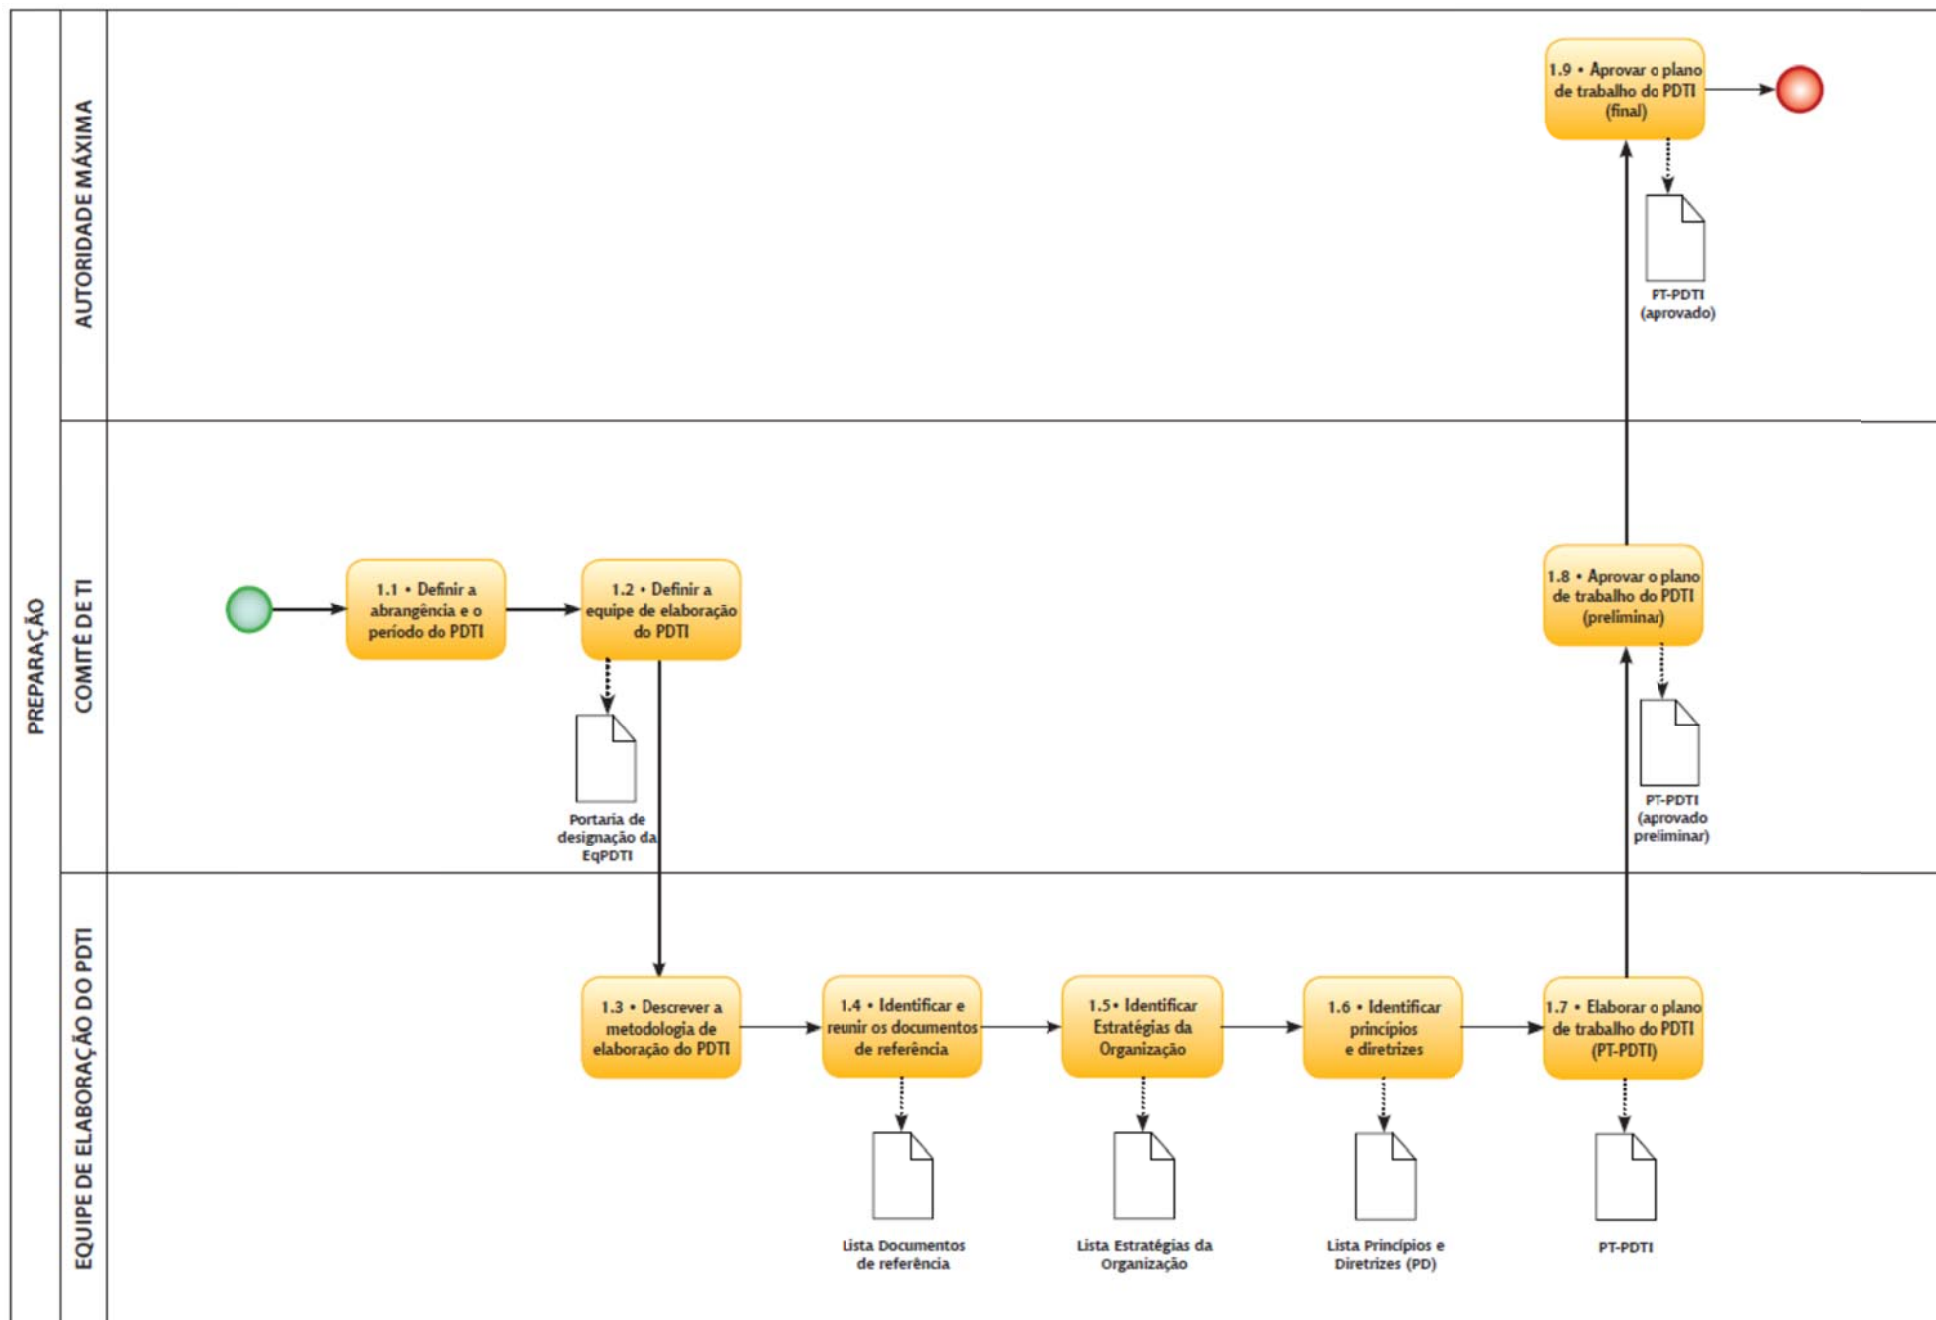 PREPARAÇÃO
AUTORIDADE MÁXIMA
1.9 • Aprovar o plano
de trabalho do PDTI
(final)
PT-PDTI
(aprovado)
COMITÊ DE TI
1.1 • Definir a
abrangência e o
período do PDTI
1.2 • Definir a
equipe de elaboração
do PDTI
Portaria de
designação da
EqPDTI
1.8 • Aprovar o plano
de trabalho do PDTI
(preliminar)
PT-PDTI
(aprovado
preliminar)
EQUIPE DE ELABORAÇÃO DO PDTI
1.3 • Descrever a
metodologia de
elaboração do PDTI
1.4 • Identificar e
reunir os documentos
de referência
Lista Documentos
de referência
1.5• Identificar
Estratégias da
Organização
Lista Estratégias da
Organização
1.6 • Identificar
princípios
e diretrizes
Lista Princípios e
Diretrizes (PD)
1.7 • Elaborar o plano
de trabalho do PDTI
(PT-PDTI)
PT-PDTI